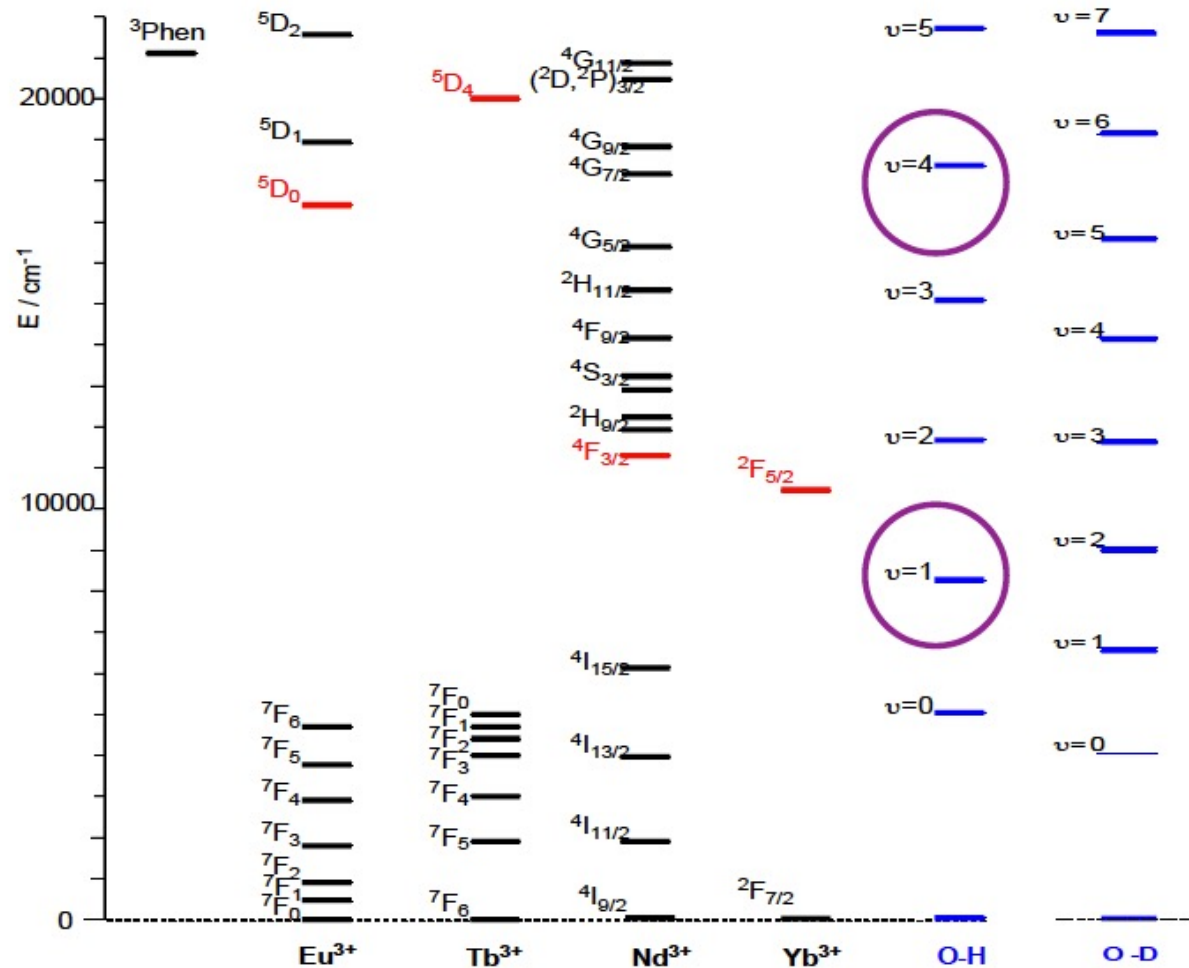 ³Phen
⁵D₂
⁵D₁
⁵D₀
⁷F₆
⁷F₅
⁷F₄
⁷F₃
⁷F₂
⁷F₁
⁷F₀
⁵D₄
⁷F₀
⁷F₁
⁷F₂
⁷F₃
⁷F₄
⁷F₅
⁷F₆
⁴G₁₁/₂
(²D,²P)₃/₂
⁴G₉/₂
⁴G₇/₂
⁴G₅/₂
²H₁₁/₂
⁴F₉/₂
⁴S₃/₂
²H₉/₂
⁴F₃/₂
⁴I₁₅/₂
⁴I₁₃/₂
⁴I₁₁/₂
⁴I₉/₂
²F₅/₂
²F₇/₂
υ=5
υ=4
υ=3
υ=2
υ=1
υ=0
υ=7
υ=6
υ=5
υ=4
υ=3
υ=2
υ=1
υ=0
20000
10000
0
E / cm⁻¹
Eu³⁺ Tb³⁺ Nd³⁺ Yb³⁺ O-H O-D